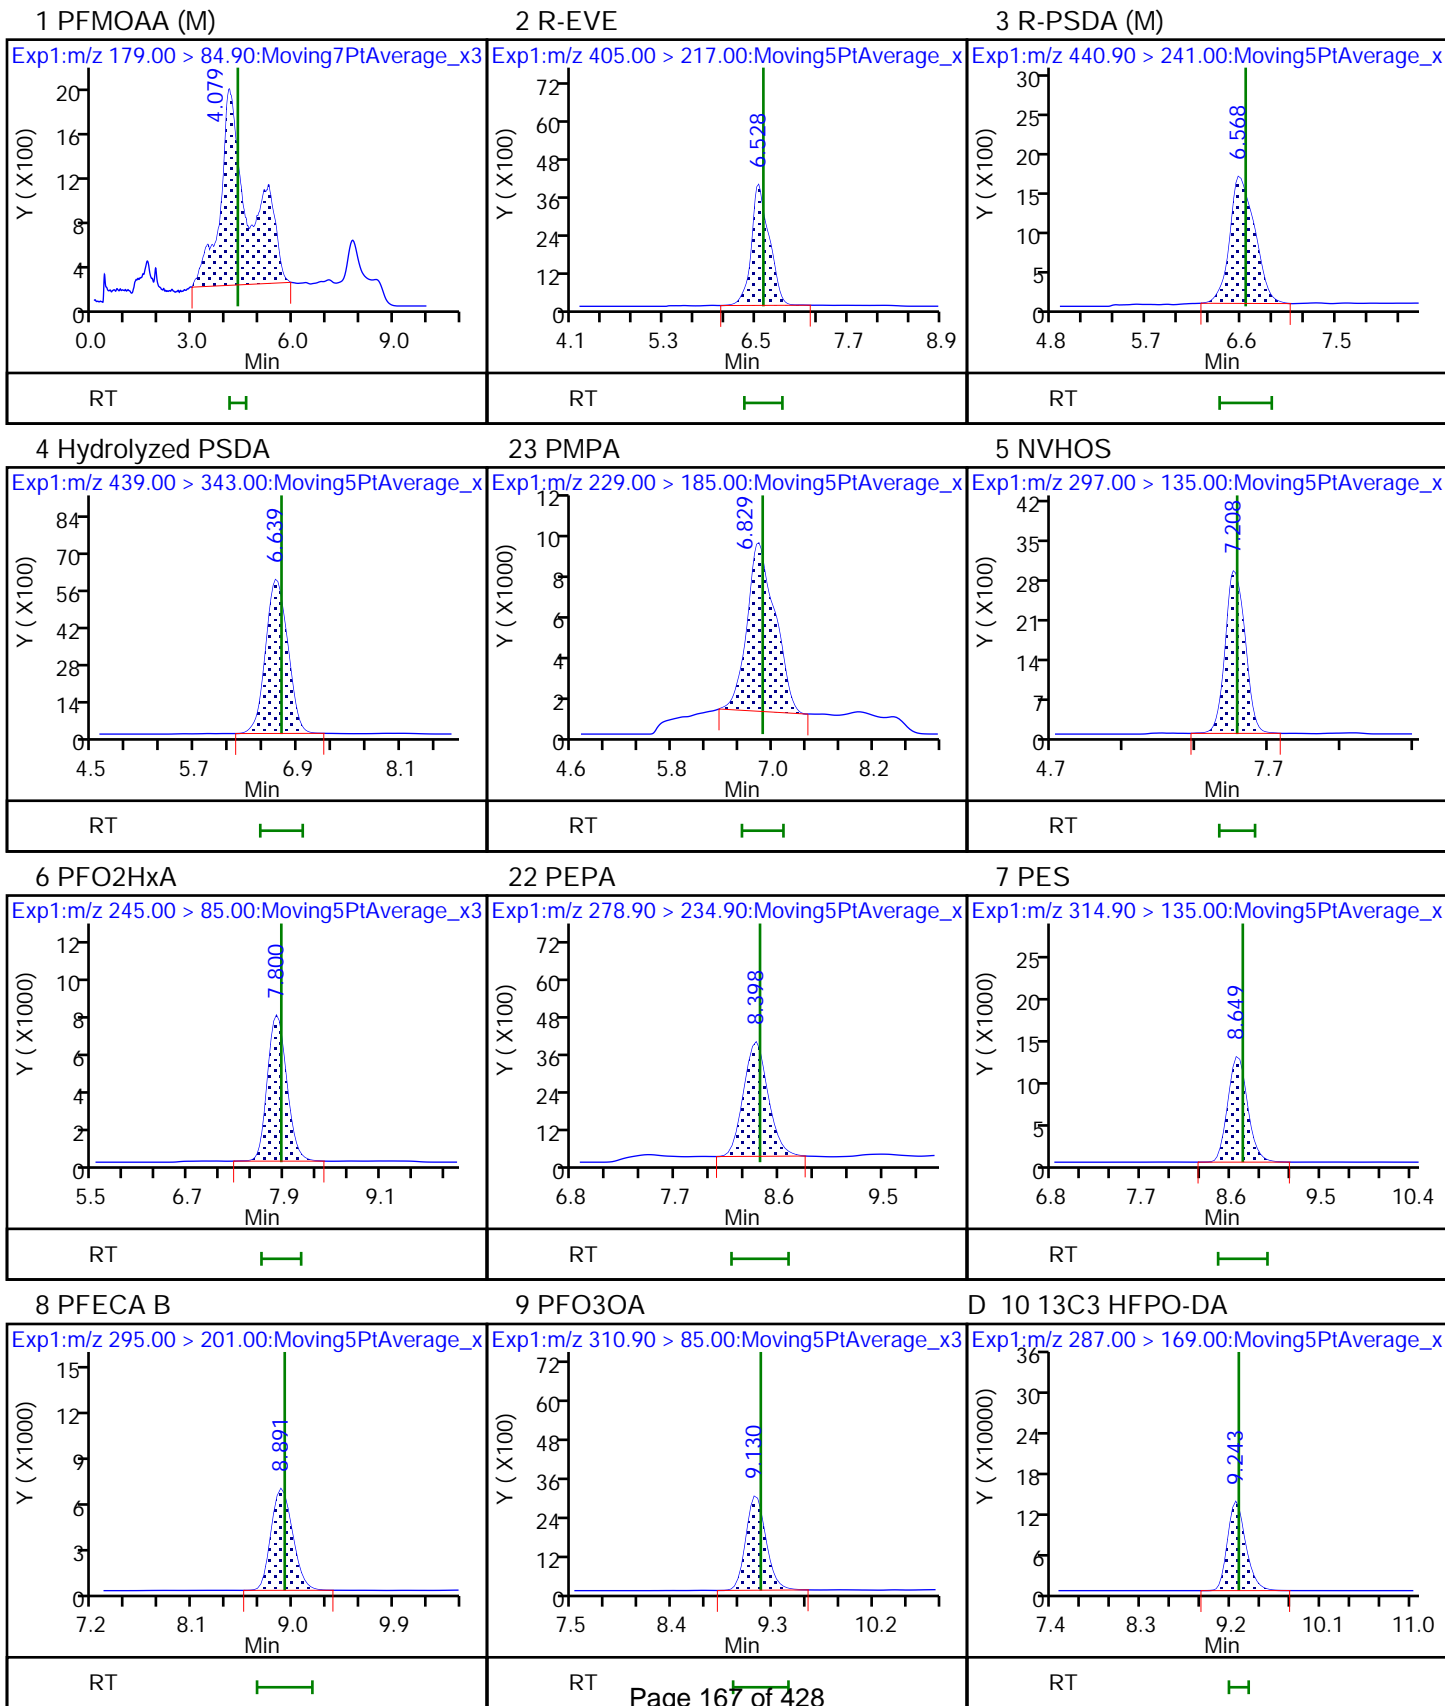 1 PFMOAA (M)
Exp1:m/z 179.00 > 84.90:Moving7PtAverage_x3
Y ( X100)
20
16
12
8
4
0
4.079
0.0 3.0 6.0 9.0
Min
RT
2 R-EVE
Exp1:m/z 405.00 > 217.00:Moving5PtAverage_x
Y ( X100)
72
60
48
36
24
12
0
6.528
4.1 5.3 6.5 7.7 8.9
Min
RT
3 R-PSDA (M)
Exp1:m/z 440.90 > 241.00:Moving5PtAverage_x
Y ( X100)
30
25
20
15
10
5
0
6.568
4.8 5.7 6.6 7.5
Min
RT
4 Hydrolyzed PSDA
Exp1:m/z 439.00 > 343.00:Moving5PtAverage_x
Y ( X100)
84
70
56
42
28
14
0
6.639
4.5 5.7 6.9 8.1
Min
RT
23 PMPA
Exp1:m/z 229.00 > 185.00:Moving5PtAverage_x
Y ( X1000)
12
10
8
6
4
2
0
6.829
4.6 5.8 7.0 8.2
Min
RT
5 NVHOS
Exp1:m/z 297.00 > 135.00:Moving5PtAverage_x
Y ( X100)
42
35
28
21
14
7
0
7.208
4.7 7.7
Min
RT
6 PFO2HxA
Exp1:m/z 245.00 > 85.00:Moving5PtAverage_x3
Y ( X1000)
12
10
8
6
4
2
0
7.800
5.5 6.7 7.9 9.1
Min
RT
22 PEPA
Exp1:m/z 278.90 > 234.90:Moving5PtAverage_x
Y ( X100)
72
60
48
36
24
12
0
8.398
6.8 7.7 8.6 9.5
Min
RT
7 PES
Exp1:m/z 314.90 > 135.00:Moving5PtAverage_x
Y ( X1000)
25
20
15
10
5
0
8.649
6.8 7.7 8.6 9.5 10.4
Min
RT
8 PFECA B
Exp1:m/z 295.00 > 201.00:Moving5PtAverage_x
Y ( X1000)
15
12
9
6
3
0
8.891
7.2 8.1 9.0 9.9
Min
RT
9 PFO3OA
Exp1:m/z 310.90 > 85.00:Moving5PtAverage_x3
Y ( X100)
72
60
48
36
24
12
0
9.130
7.5 8.4 9.3 10.2
Min
RT
D 10 13C3 HFPO-DA
Exp1:m/z 287.00 > 169.00:Moving5PtAverage_x
Y ( X10000)
36
30
24
18
12
6
0
9.243
7.4 8.3 9.2 10.1 11.0
Min
RT
Page 167 of 428